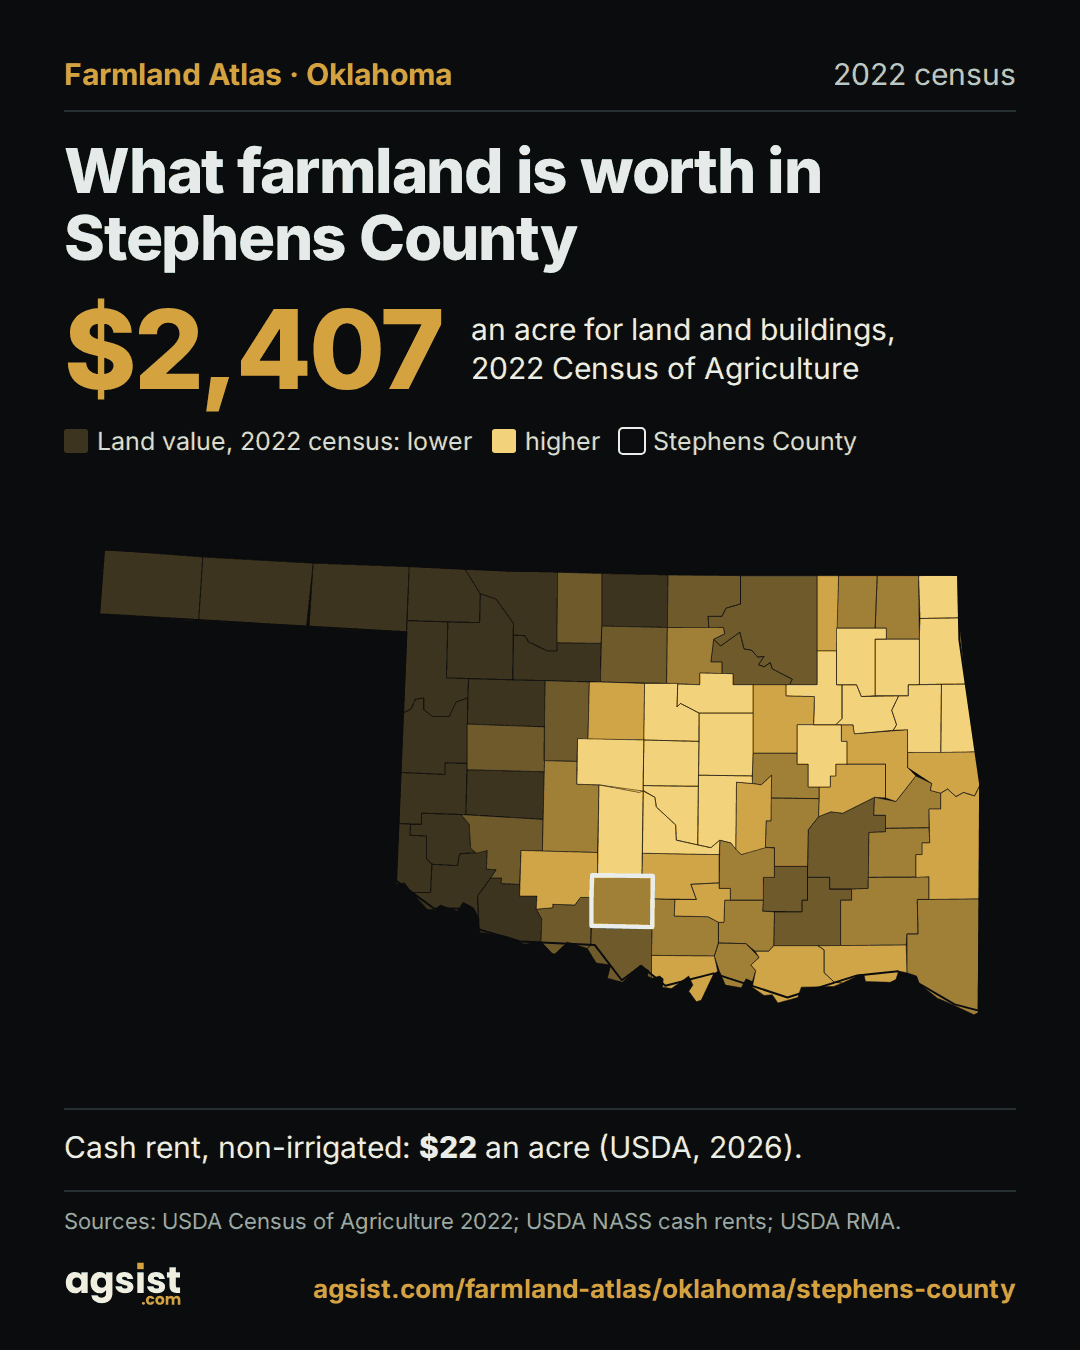 Farmland Atlas · Oklahoma
2022 census
What farmland is worth in
Stephens County
$2,407
an acre for land and buildings,
2022 Census of Agriculture
Land value, 2022 census: lower
higher
Stephens County
Cash rent, non-irrigated: $22 an acre (USDA, 2026).
Sources: USDA Census of Agriculture 2022; USDA NASS cash rents; USDA RMA.
agsist
.com
agsist.com/farmland-atlas/oklahoma/stephens-county